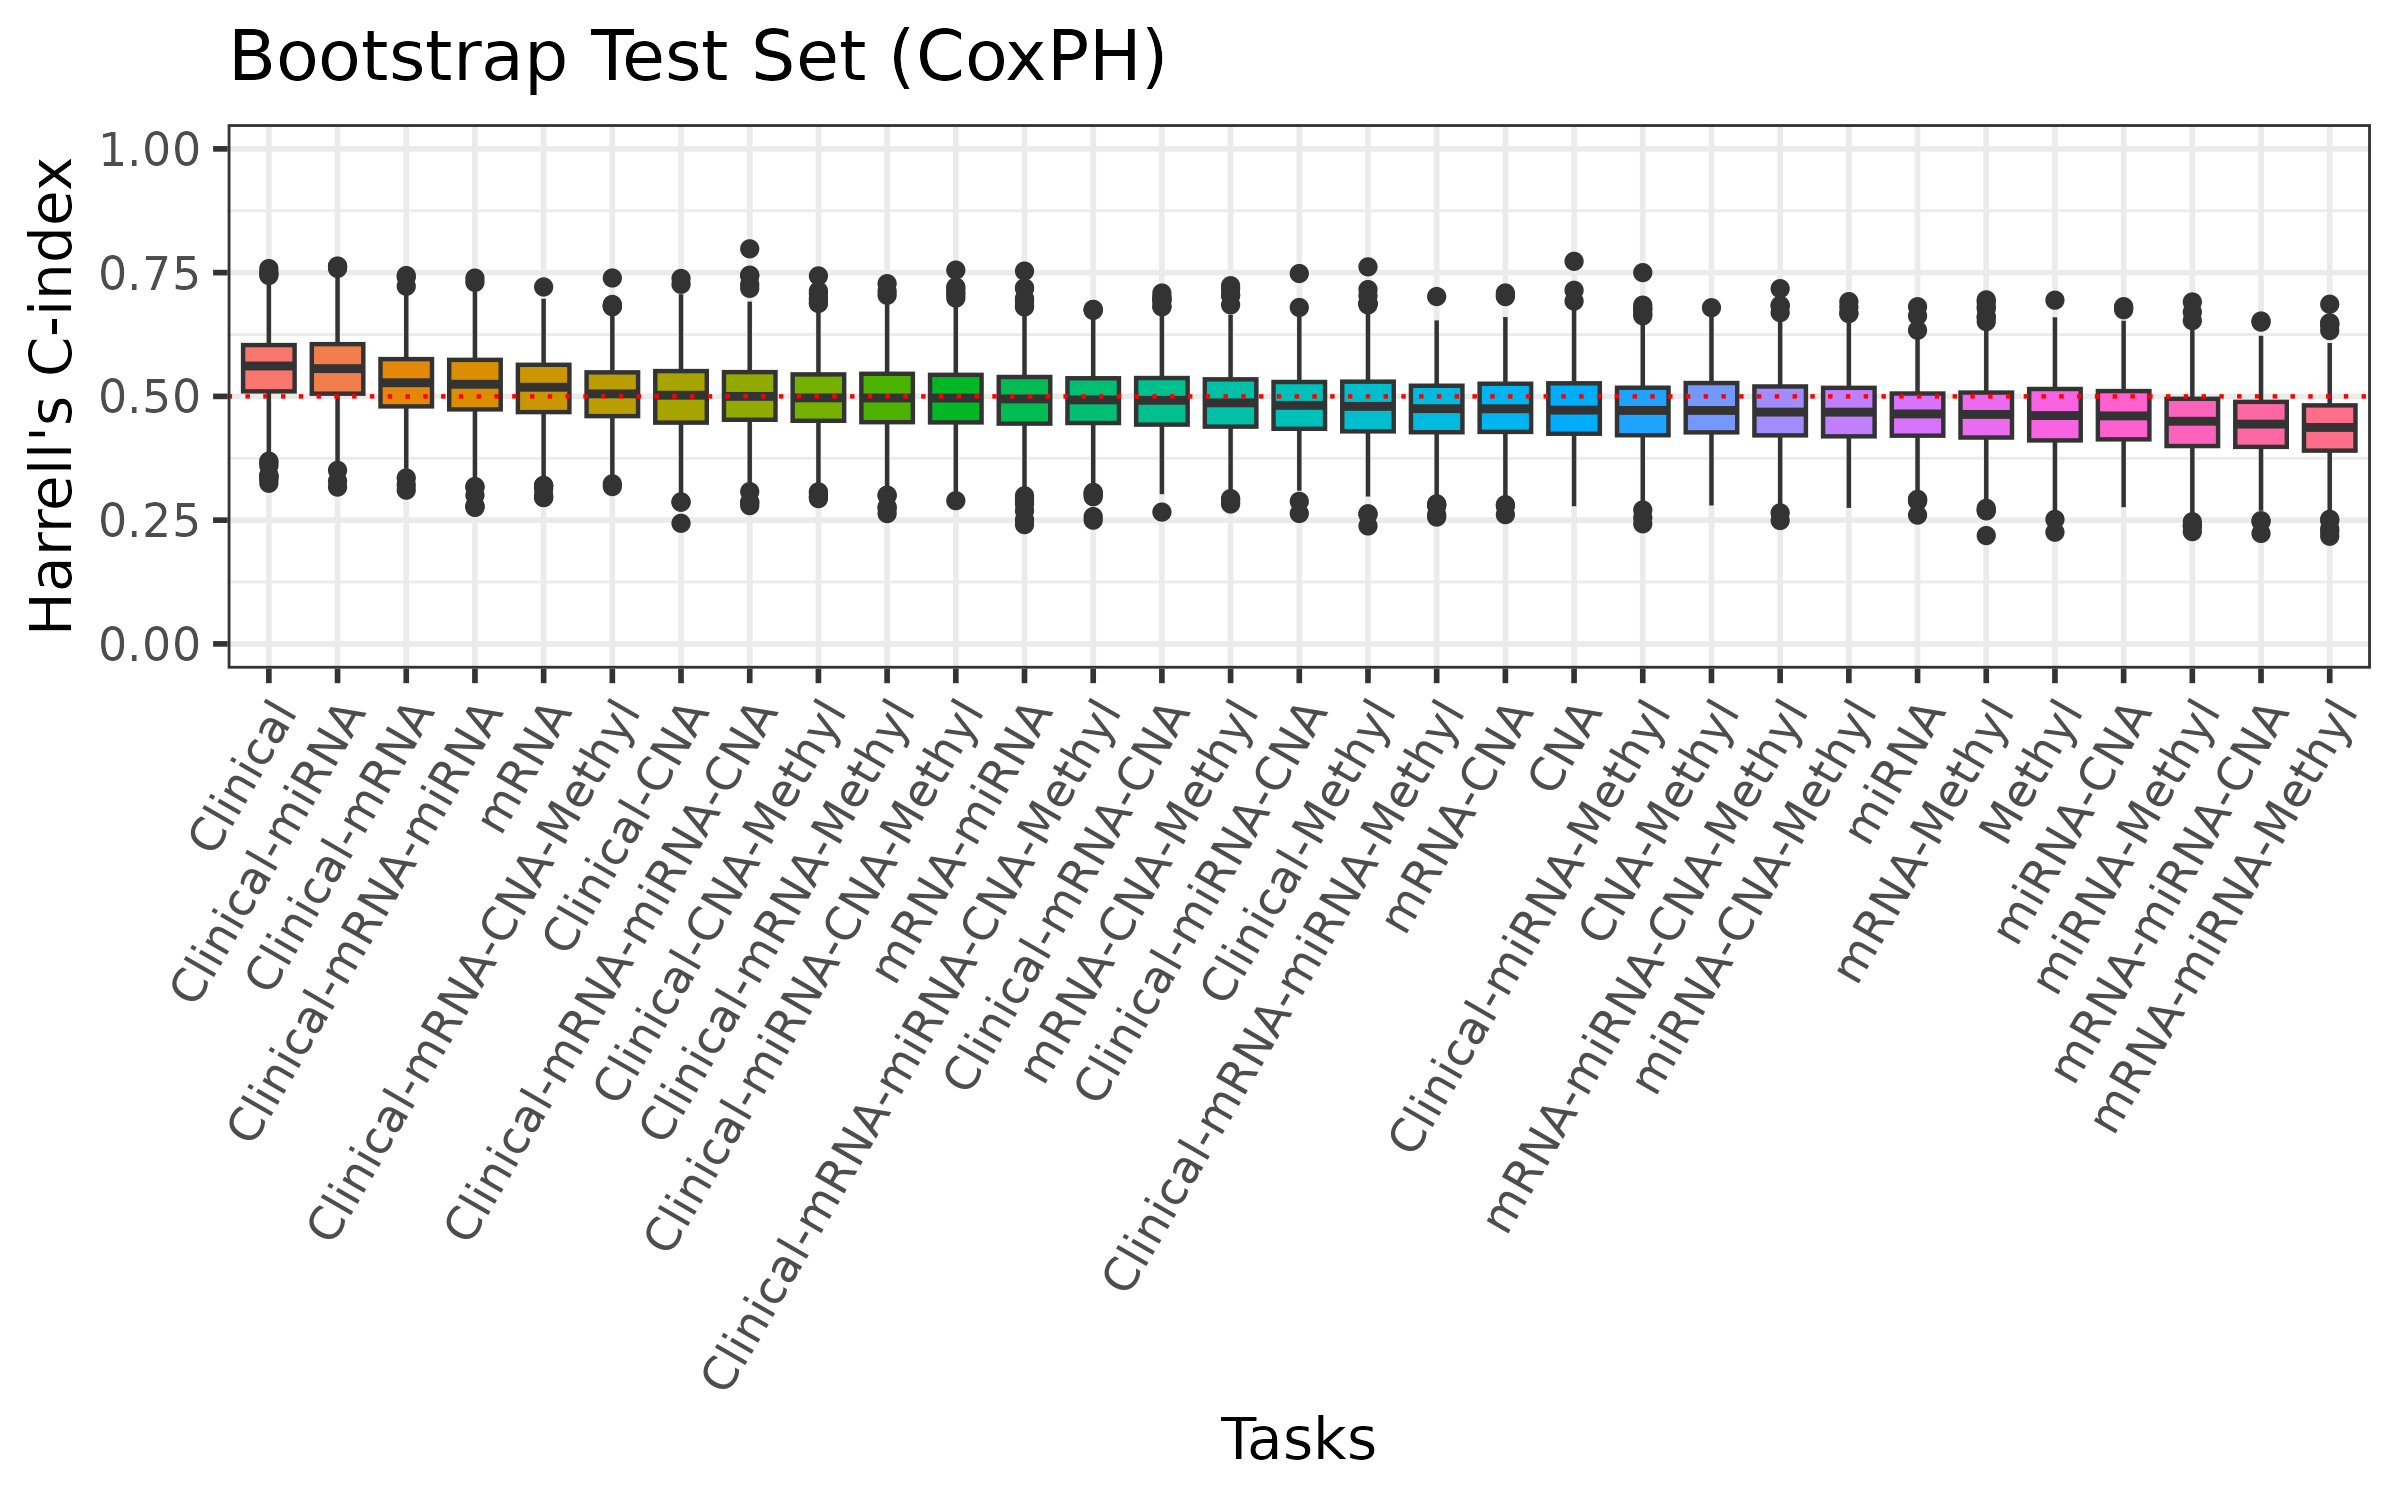 Bootstrap Test Set (CoxPH)
Harrell's C-index
1.00
0.75
0.50
0.25
0.00
Clinical
Clinical-miRNA
Clinical-mRNA
Clinical-mRNA-miRNA
mRNA
Clinical-mRNA-CNA-Methyl
Clinical-CNA
Clinical-mRNA-miRNA-CNA
Clinical-CNA-Methyl
Clinical-mRNA-Methyl
Clinical-miRNA-CNA-Methyl
mRNA-miRNA
Clinical-mRNA-miRNA-CNA-Methyl
Clinical-mRNA-CNA
mRNA-CNA-Methyl
Clinical-miRNA-CNA
Clinical-Methyl
Clinical-mRNA-miRNA-Methyl
mRNA-CNA
CNA
Clinical-miRNA-Methyl
CNA-Methyl
mRNA-miRNA-CNA-Methyl
miRNA-CNA-Methyl
miRNA
mRNA-Methyl
Methyl
miRNA-CNA
miRNA-Methyl
mRNA-miRNA-CNA
mRNA-miRNA-Methyl
Tasks